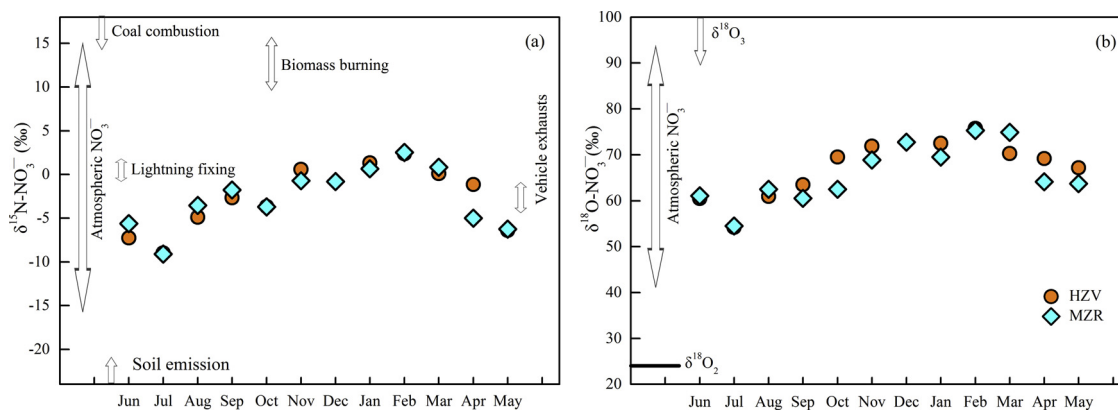 (a)
Coal combustion
Biomass burning
Atmospheric NO₃⁻
Lightning fixing
Vehicle exhausts
Soil emission
δ¹⁵N-NO₃⁻ (‰)
15
10
5
0
-5
-10
-15
-20
Jun Jul Aug Sep Oct Nov Dec Jan Feb Mar Apr May
(b)
δ¹⁸O₃
Atmospheric NO₃⁻
δ¹⁸O-NO₃⁻ (‰)
100
90
80
70
60
50
40
30
20
HZV
MZR
δ¹⁸O₂
Jun Jul Aug Sep Oct Nov Dec Jan Feb Mar Apr May